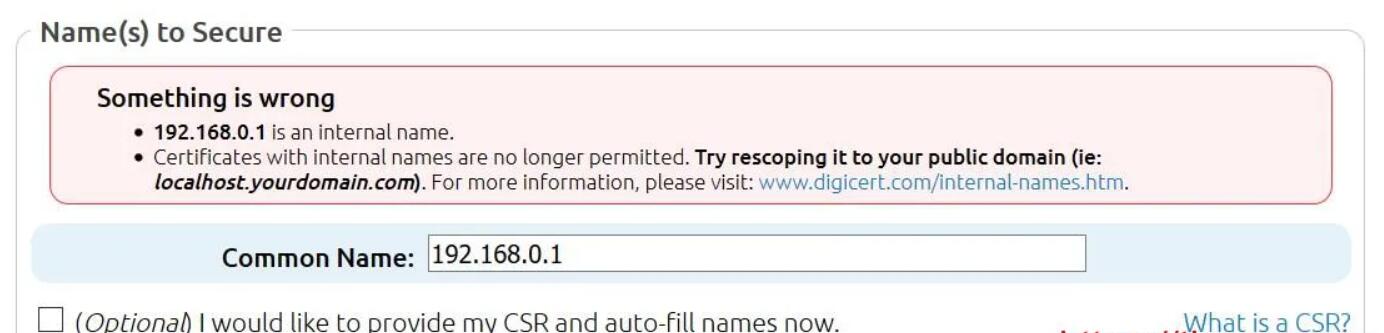 Name(s) to Secure
Something is wrong
• 192.168.0.1 is an internal name.
• Certificates with internal names are no longer permitted. Try rescoping it to your public domain (ie:
localhost.yourdomain.com). For more information, please visit: www.digicert.com/internal-names.htm.
Common Name: 192.168.0.1
(Optional) I would like to provide my CSR and auto-fill names now. What is a CSR?